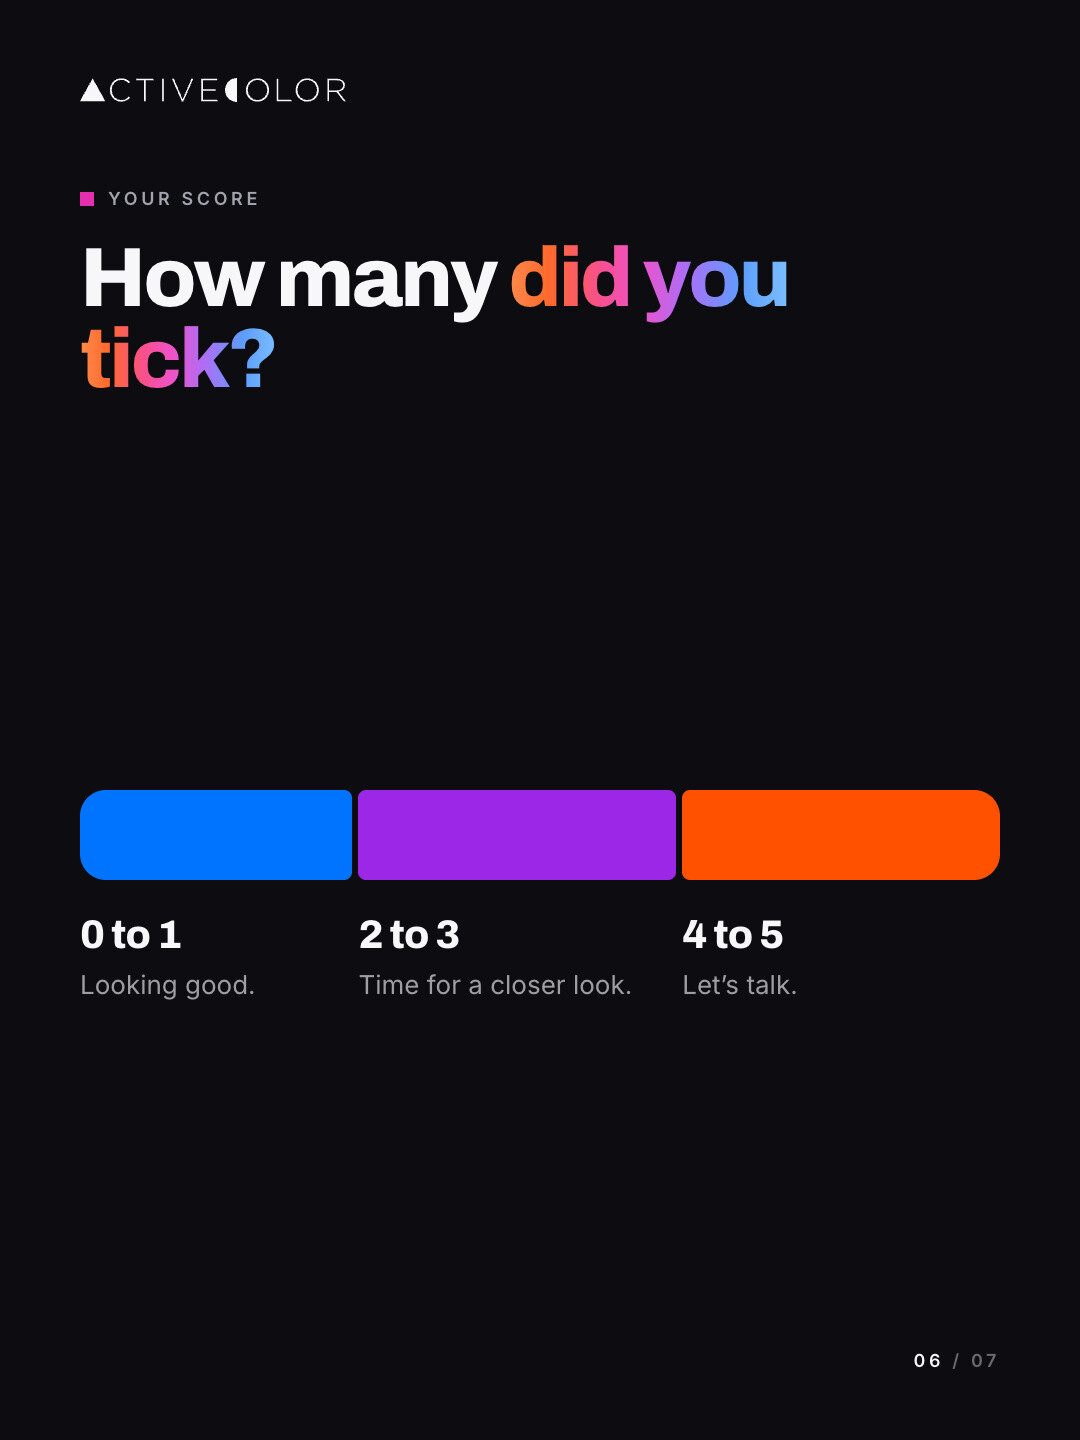 ACTIVECOLOR
YOUR SCORE
How many did you
tick?
0 to 1
Looking good.
2 to 3
Time for a closer look.
4 to 5
Let’s talk.
06 / 07